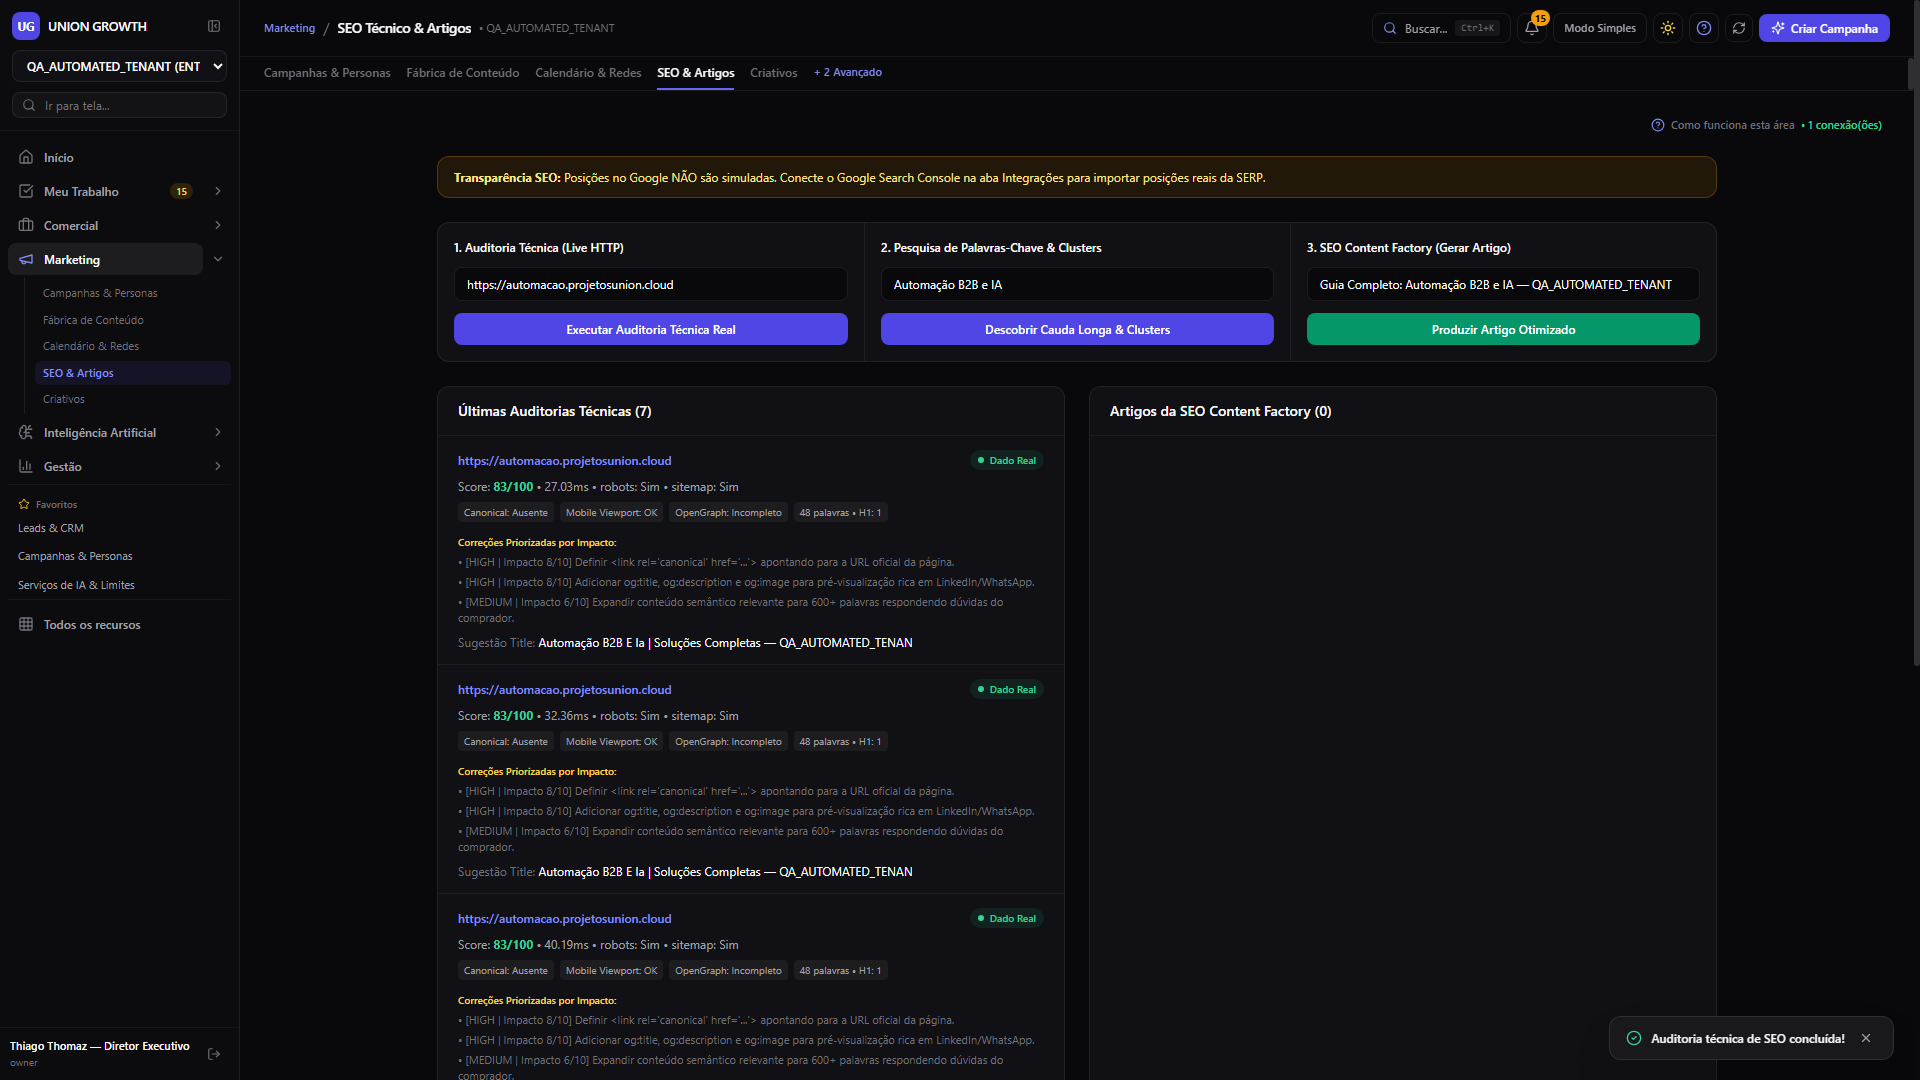 UG UNION GROWTH
QA_AUTOMATED_TENANT (ENT
Ir para tela...
Início
Meu Trabalho 15
Comercial
Marketing
Campanhas & Personas
Fábrica de Conteúdo
Calendário & Redes
SEO & Artigos
Criativos
Inteligência Artificial
Gestão
Favoritos
Leads & CRM
Campanhas & Personas
Serviços de IA & Limites
Todos os recursos
Thiago Thomaz — Diretor Executivo
owner
Marketing / SEO Técnico & Artigos • QA_AUTOMATED_TENANT
Buscar... Ctrl+K
15
Modo Simples
Criar Campanha
Campanhas & Personas Fábrica de Conteúdo Calendário & Redes SEO & Artigos Criativos + 2 Avançado
Como funciona esta área • 1 conexão(ões)
Transparência SEO: Posições no Google NÃO são simuladas. Conecte o Google Search Console na aba Integrações para importar posições reais da SERP.
1. Auditoria Técnica (Live HTTP)
https://automacao.projetosunion.cloud
Executar Auditoria Técnica Real
2. Pesquisa de Palavras-Chave & Clusters
Automação B2B e IA
Descobrir Cauda Longa & Clusters
3. SEO Content Factory (Gerar Artigo)
Guia Completo: Automação B2B e IA — QA_AUTOMATED_TENANT
Produzir Artigo Otimizado
Últimas Auditorias Técnicas (7)
https://automacao.projetosunion.cloud Dado Real
Score: 83/100 • 27.03ms • robots: Sim • sitemap: Sim
Canonical: Ausente Mobile Viewport: OK OpenGraph: Incompleto 48 palavras • H1: 1
Correções Priorizadas por Impacto:
• [HIGH | Impacto 8/10] Definir <link rel='canonical' href='...'> apontando para a URL oficial da página.
• [HIGH | Impacto 8/10] Adicionar og:title, og:description e og:image para pré-visualização rica em LinkedIn/WhatsApp.
• [MEDIUM | Impacto 6/10] Expandir conteúdo semântico relevante para 600+ palavras respondendo dúvidas do
comprador.
Sugestão Title: Automação B2B E Ia | Soluções Completas — QA_AUTOMATED_TENAN
https://automacao.projetosunion.cloud Dado Real
Score: 83/100 • 32.36ms • robots: Sim • sitemap: Sim
Canonical: Ausente Mobile Viewport: OK OpenGraph: Incompleto 48 palavras • H1: 1
Correções Priorizadas por Impacto:
• [HIGH | Impacto 8/10] Definir <link rel='canonical' href='...'> apontando para a URL oficial da página.
• [HIGH | Impacto 8/10] Adicionar og:title, og:description e og:image para pré-visualização rica em LinkedIn/WhatsApp.
• [MEDIUM | Impacto 6/10] Expandir conteúdo semântico relevante para 600+ palavras respondendo dúvidas do
comprador.
Sugestão Title: Automação B2B E Ia | Soluções Completas — QA_AUTOMATED_TENAN
https://automacao.projetosunion.cloud Dado Real
Score: 83/100 • 40.19ms • robots: Sim • sitemap: Sim
Canonical: Ausente Mobile Viewport: OK OpenGraph: Incompleto 48 palavras • H1: 1
Correções Priorizadas por Impacto:
• [HIGH | Impacto 8/10] Definir <link rel='canonical' href='...'> apontando para a URL oficial da página.
• [HIGH | Impacto 8/10] Adicionar og:title, og:description e og:image para pré-visualização rica em LinkedIn/WhatsApp.
• [MEDIUM | Impacto 6/10] Expandir conteúdo semântico relevante para 600+ palavras respondendo dúvidas do
comprador.
Artigos da SEO Content Factory (0)
Auditoria técnica de SEO concluída!